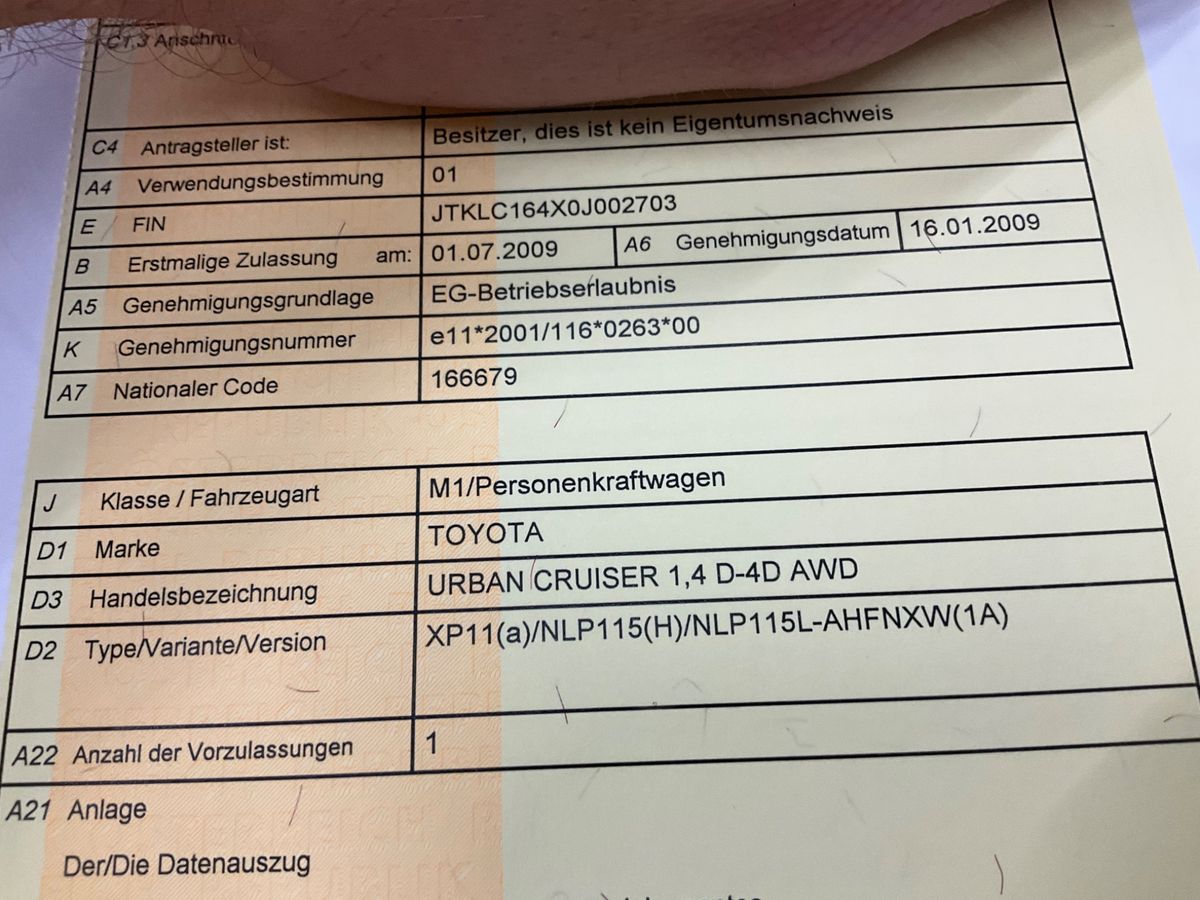 C1.3 Anschri
C4 Antragsteller ist: Besitzer, dies ist kein Eigentumsnachweis
A4 Verwendungsbestimmung 01
E FIN JTKLC164X0J002703
B Erstmalige Zulassung am: 01.07.2009 A6 Genehmigungsdatum 16.01.2009
A5 Genehmigungsgrundlage EG-Betriebserlaubnis
K Genehmigungsnummer e11*2001/116*0263*00
A7 Nationaler Code 166679
J Klasse / Fahrzeugart M1/Personenkraftwagen
D1 Marke TOYOTA
D3 Handelsbezeichnung URBAN CRUISER 1,4 D-4D AWD
D2 Type/Variante/Version XP11(a)/NLP115(H)/NLP115L-AHFNXW(1A)
A22 Anzahl der Vorzulassungen 1
A21 Anlage
Der/Die Datenauszug